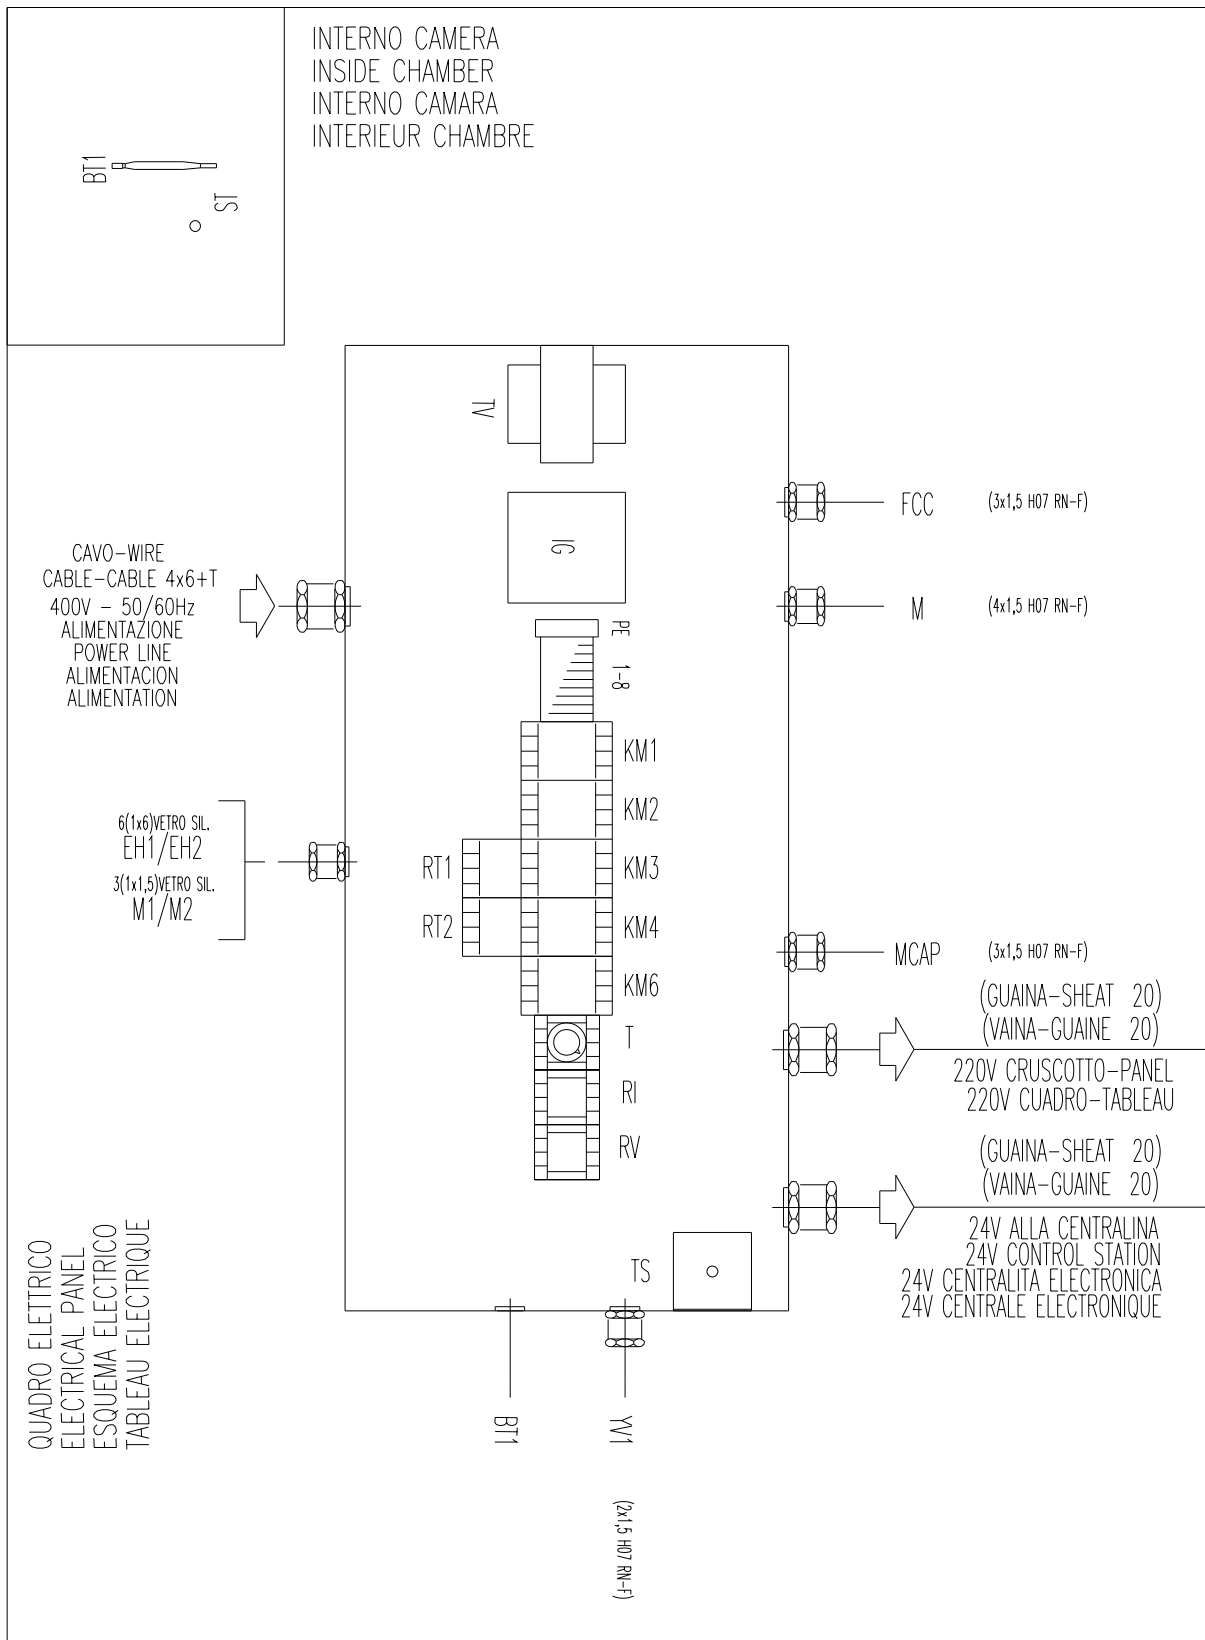 INTERNO CAMERA
INSIDE CHAMBER
INTERNO CAMARA
INTERIEUR CHAMBRE
BT1
ST
TV
IG
PE
1-8
KM1
KM2
RT1
KM3
RT2
KM4
KM6
T
RI
RV
TS
CAVO-WIRE
CABLE-CABLE 4x6+T
400V - 50/60Hz
ALIMENTAZIONE
POWER LINE
ALIMENTACION
ALIMENTATION
6(1x6)VETRO SIL.
EH1/EH2
3(1x1,5)VETRO SIL.
M1/M2
FCC (3x1,5 H07 RN-F)
M (4x1,5 H07 RN-F)
MCAP (3x1,5 H07 RN-F)
(GUAINA-SHEAT 20)
(VAINA-GUAINE 20)
220V CRUSCOTTO-PANEL
220V CUADRO-TABLEAU
(GUAINA-SHEAT 20)
(VAINA-GUAINE 20)
24V ALLA CENTRALINA
24V CONTROL STATION
24V CENTRALITA ELECTRONICA
24V CENTRALE ELECTRONIQUE
QUADRO ELETTRICO
ELECTRICAL PANEL
ESQUEMA ELECTRICO
TABLEAU ELECTRIQUE
BT1
YV1
(2x1,5 H07 RN-F)